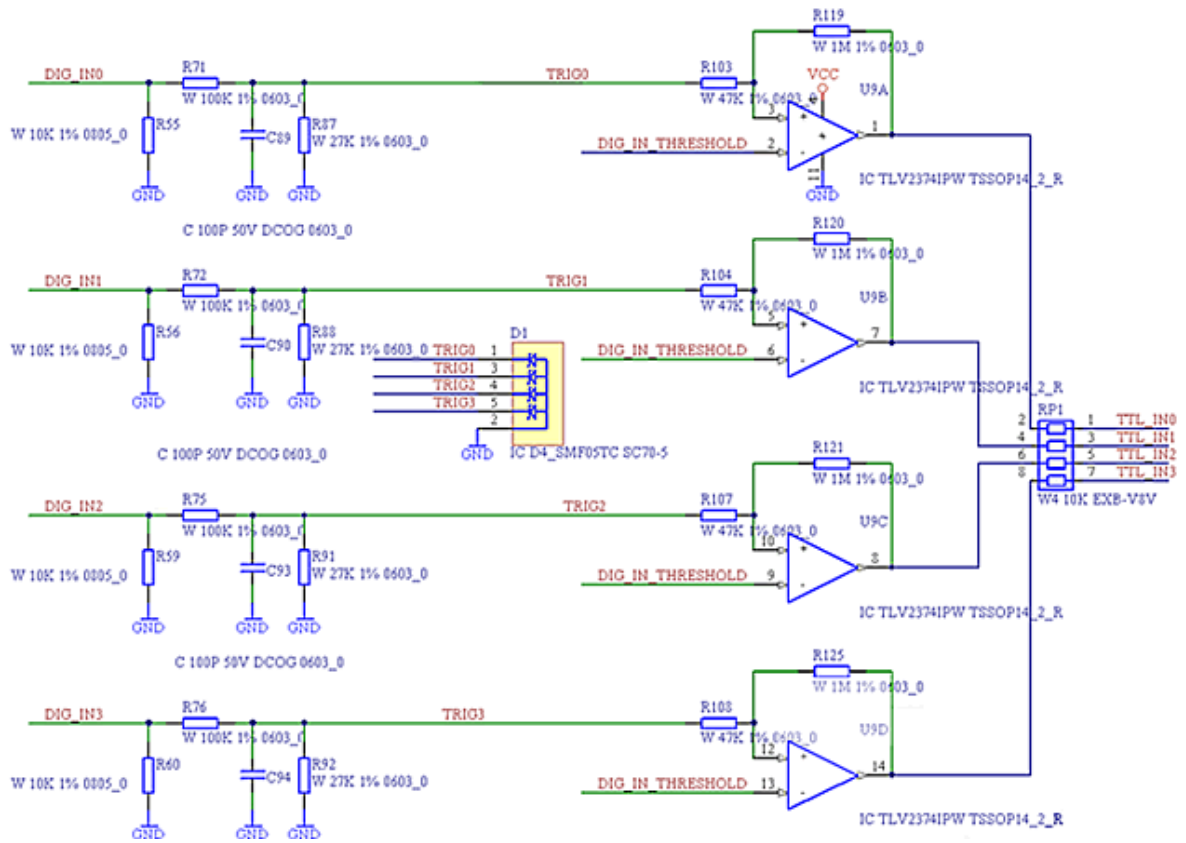 R119
W 1M 1% 0603_0
DIG_IN0
R71
TRIG0
R103
VCC
U9A
W 100K 1% 0603_0
W 47K 1% 0603_0
4
W 10K 1% 0805_0
R55
C89
R87
W 27K 1% 0603_0
3
+
1
DIG_IN_THRESHOLD
2
-
11
GND
GND
GND
GND
IC TLV2374IPW TSSOP14_2_R
C 100P 50V DCOG 0603_0
R120
W 1M 1% 0603_0
DIG_IN1
R72
TRIG1
R104
U9B
W 100K 1% 0603_0
W 47K 1% 0603_0
W 10K 1% 0805_0
R56
C90
R88
W 27K 1% 0603_0
5
+
7
DIG_IN_THRESHOLD
6
-
D1
TRIG0
1
TRIG1
3
TRIG2
4
TRIG3
5
2
GND
IC D4_SMF05TC SC70-5
GND
GND
GND
IC TLV2374IPW TSSOP14_2_R
RP1
2
1
TTL_IN0
4
3
TTL_IN1
6
5
TTL_IN2
8
7
TTL_IN3
W4 10K EXB-V8V
C 100P 50V DCOG 0603_0
R121
W 1M 1% 0603_0
DIG_IN2
R75
TRIG2
R107
U9C
W 100K 1% 0603_0
W 47K 1% 0603_0
W 10K 1% 0805_0
R59
C93
R91
W 27K 1% 0603_0
10
+
8
DIG_IN_THRESHOLD
9
-
GND
GND
GND
IC TLV2374IPW TSSOP14_2_R
C 100P 50V DCOG 0603_0
R125
W 1M 1% 0603_0
DIG_IN3
R76
TRIG3
R108
U9D
W 100K 1% 0603_0
W 47K 1% 0603_0
W 10K 1% 0805_0
R60
C94
R92
W 27K 1% 0603_0
12
+
14
DIG_IN_THRESHOLD
13
-
GND
GND
GND
IC TLV2374IPW TSSOP14_2_R